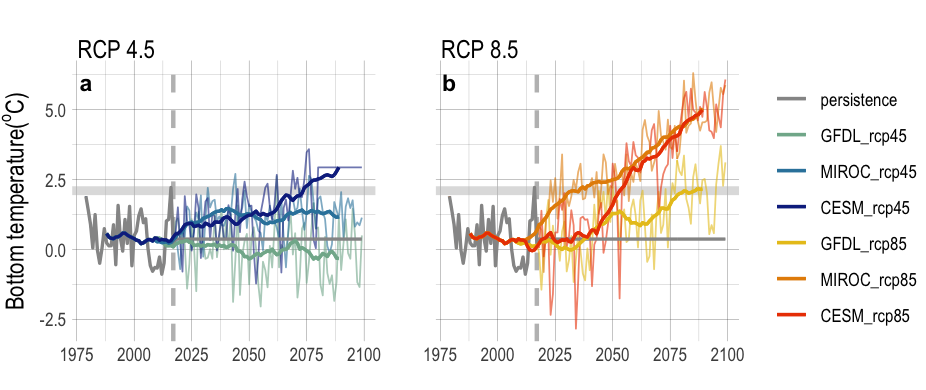 RCP 4.5
RCP 8.5
a
b
Bottom temperature(⁰C)
5.0
2.5
0.0
-2.5
1975 2000 2025 2050 2075 2100
1975 2000 2025 2050 2075 2100
persistence
GFDL_rcp45
MIROC_rcp45
CESM_rcp45
GFDL_rcp85
MIROC_rcp85
CESM_rcp85